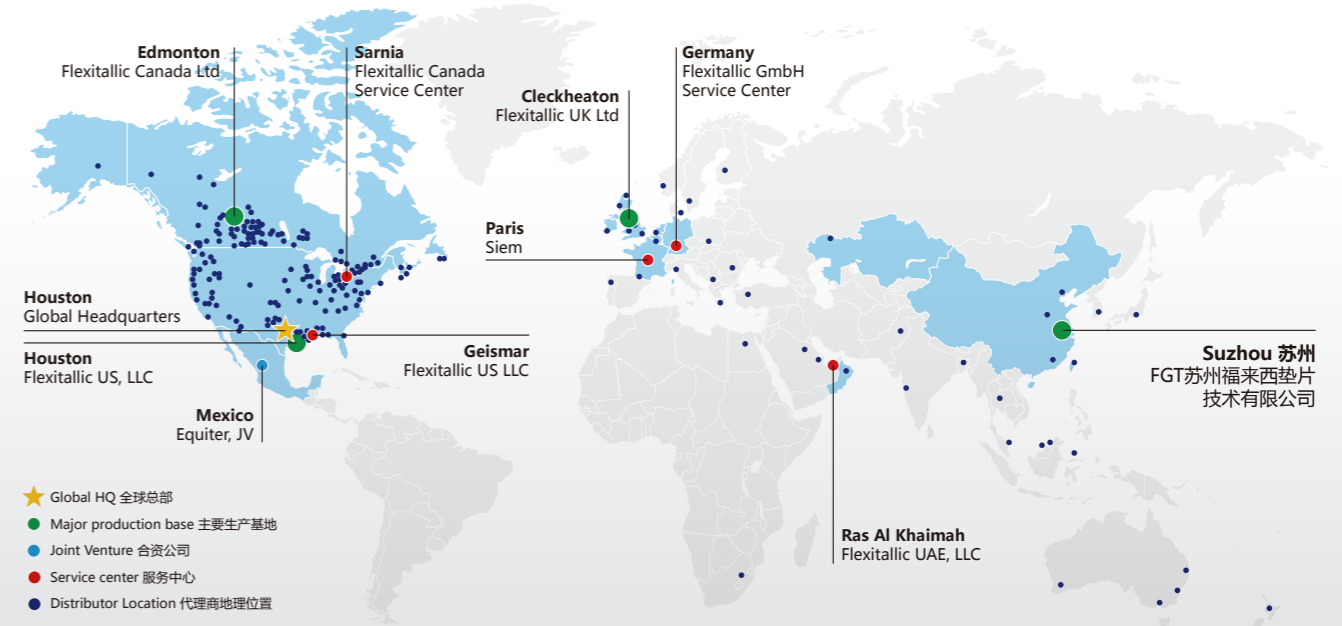 Edmonton
Flexitallic Canada Ltd
Sarnia
Flexitallic Canada
Service Center
Cleckheaton
Flexitallic UK Ltd
Germany
Flexitallic GmbH
Service Center
Paris
Siem
Houston
Global Headquarters
Houston
Flexitallic US, LLC
Geismar
Flexitallic US LLC
Mexico
Equiter, JV
Suzhou 苏州
FGT苏州福来西垫片
技术有限公司
Ras Al Khaimah
Flexitallic UAE, LLC
Global HQ 全球总部
Major production base 主要生产基地
Joint Venture 合资公司
Service center 服务中心
Distributor Location 代理商地理位置